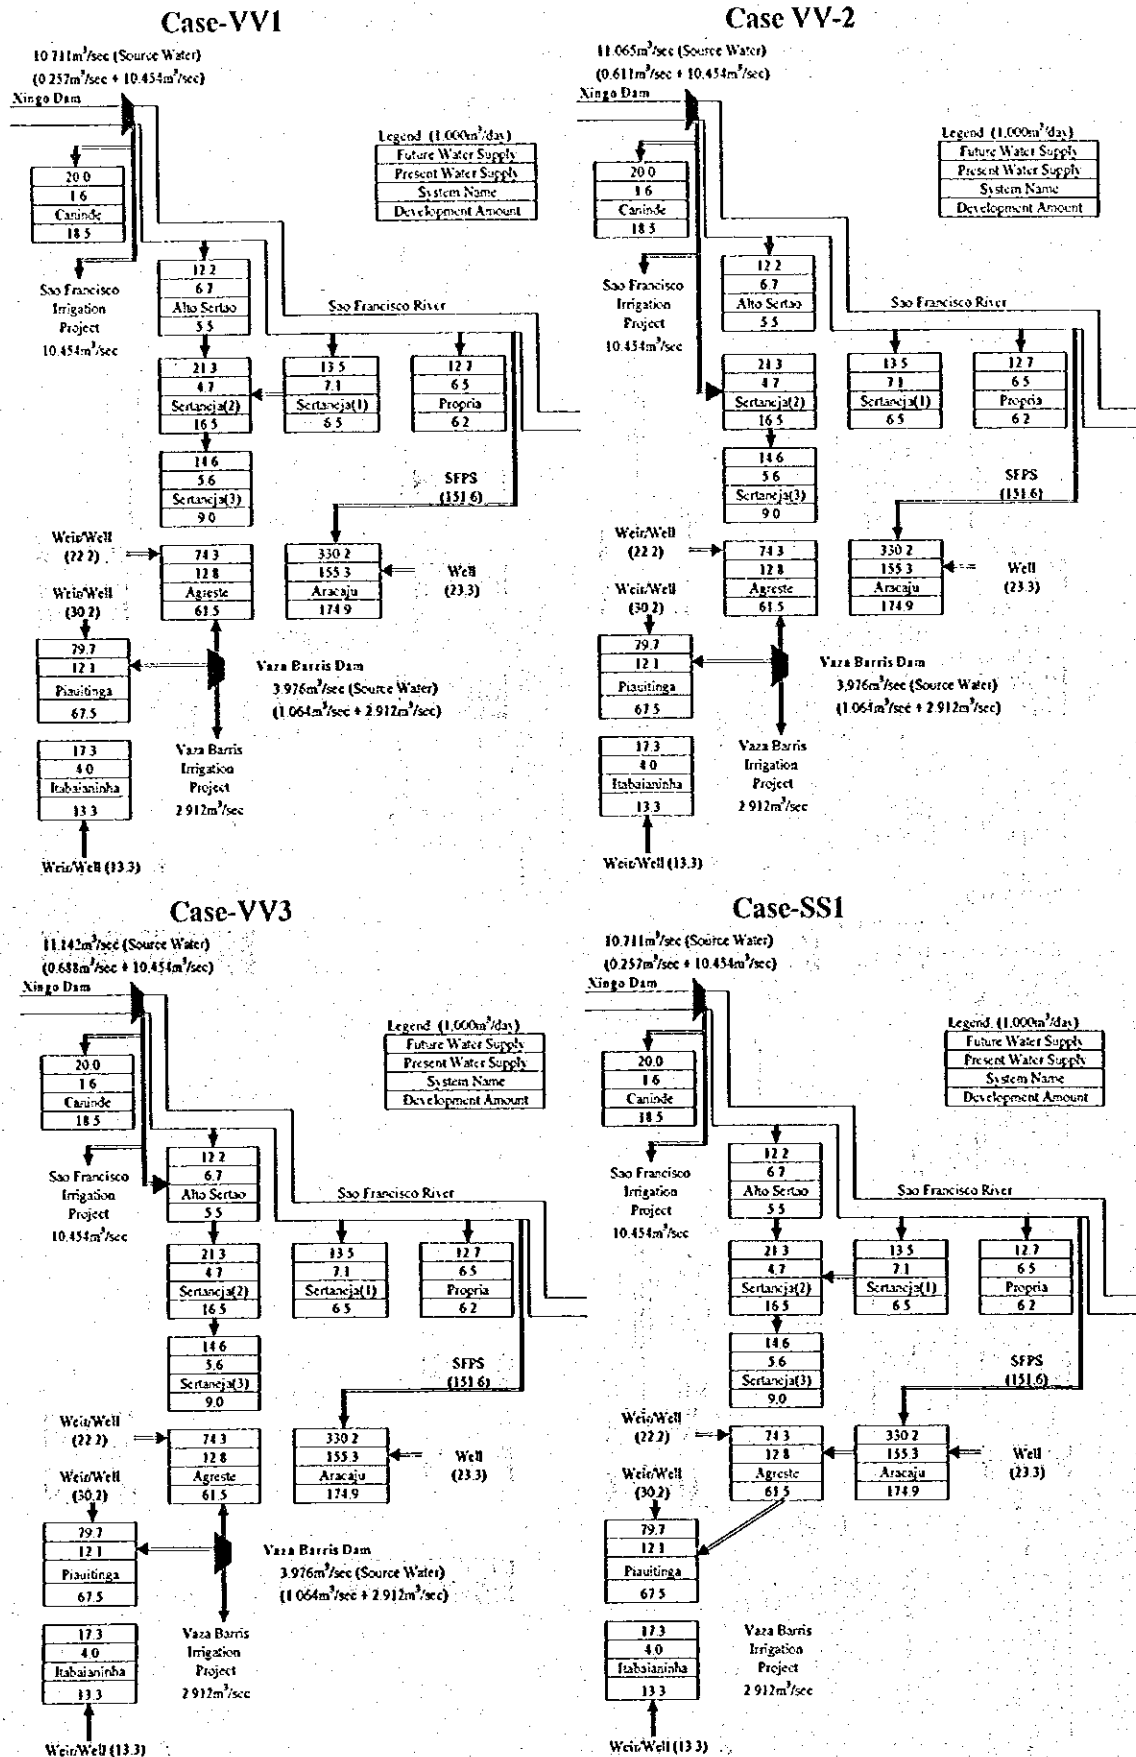 Case-VV1
10.711m³/sec (Source Water)
(0.257m³/sec + 10.454m³/sec)
Xingo Dam
Legend (1,000m³/day)
Future Water Supply
Present Water Supply
System Name
Development Amount
20.0
1.6
Caninde
18.5
Sao Francisco
Irrigation
Project
10.454m³/sec
12.2
6.7
Alto Sertao
5.5
Sao Francisco River
21.3
4.7
Sertaneja(2)
16.5
13.5
7.1
Sertaneja(1)
6.5
12.7
6.5
Propria
6.2
14.6
5.6
Sertaneja(3)
9.0
SFPS
(151.6)
Weir/Well
(22.2)
74.3
12.8
Agreste
61.5
330.2
155.3
Aracaju
174.9
Well
(23.3)
Weir/Well
(30.2)
79.7
12.1
Piauitinga
67.5
Vaza Barris Dam
3.976m³/sec (Source Water)
(1.064m³/sec + 2.912m³/sec)
17.3
4.0
Itabaianinha
13.3
Vaza Barris
Irrigation
Project
2.912m³/sec
Weir/Well (13.3)
Case VV-2
11.065m³/sec (Source Water)
(0.611m³/sec + 10.454m³/sec)
Xingo Dam
Legend (1,000m³/day)
Future Water Supply
Present Water Supply
System Name
Development Amount
20.0
1.6
Caninde
18.5
Sao Francisco
Irrigation
Project
10.454m³/sec
12.2
6.7
Alto Sertao
5.5
Sao Francisco River
21.3
4.7
Sertaneja(2)
16.5
13.5
7.1
Sertaneja(1)
6.5
12.7
6.5
Propria
6.2
14.6
5.6
Sertaneja(3)
9.0
SFPS
(151.6)
Weir/Well
(22.2)
74.3
12.8
Agreste
61.5
330.2
155.3
Aracaju
174.9
Well
(23.3)
Weir/Well
(30.2)
79.7
12.1
Piauitinga
67.5
Vaza Barris Dam
3.976m³/sec (Source Water)
(1.064m³/sec + 2.912m³/sec)
17.3
4.0
Itabaianinha
13.3
Vaza Barris
Irrigation
Project
2.912m³/sec
Weir/Well (13.3)
Case-VV3
11.142m³/sec (Source Water)
(0.688m³/sec + 10.454m³/sec)
Xingo Dam
Legend (1,000m³/day)
Future Water Supply
Present Water Supply
System Name
Development Amount
20.0
1.6
Caninde
18.5
Sao Francisco
Irrigation
Project
10.454m³/sec
12.2
6.7
Alto Sertao
5.5
Sao Francisco River
21.3
4.7
Sertaneja(2)
16.5
13.5
7.1
Sertaneja(1)
6.5
12.7
6.5
Propria
6.2
14.6
5.6
Sertaneja(3)
9.0
SFPS
(151.6)
Weir/Well
(22.2)
74.3
12.8
Agreste
61.5
330.2
155.3
Aracaju
174.9
Well
(23.3)
Weir/Well
(30.2)
79.7
12.1
Piauitinga
67.5
Vaza Barris Dam
3.976m³/sec (Source Water)
(1.064m³/sec + 2.912m³/sec)
17.3
4.0
Itabaianinha
13.3
Vaza Barris
Irrigation
Project
2.912m³/sec
Weir/Well (13.3)
Case-SS1
10.711m³/sec (Source Water)
(0.257m³/sec + 10.454m³/sec)
Xingo Dam
Legend (1,000m³/day)
Future Water Supply
Present Water Supply
System Name
Development Amount
20.0
1.6
Caninde
18.5
Sao Francisco
Irrigation
Project
10.454m³/sec
12.2
6.7
Alto Sertao
5.5
Sao Francisco River
21.3
4.7
Sertaneja(2)
16.5
13.5
7.1
Sertaneja(1)
6.5
12.7
6.5
Propria
6.2
14.6
5.6
Sertaneja(3)
9.0
SFPS
(151.6)
Weir/Well
(22.2)
74.3
12.8
Agreste
61.5
330.2
155.3
Aracaju
174.9
Well
(23.3)
Weir/Well
(30.2)
79.7
12.1
Piauitinga
67.5
17.3
4.0
Itabaianinha
13.3
Vaza Barris
Irrigation
Project
2.912m³/sec
Weir/Well (13.3)